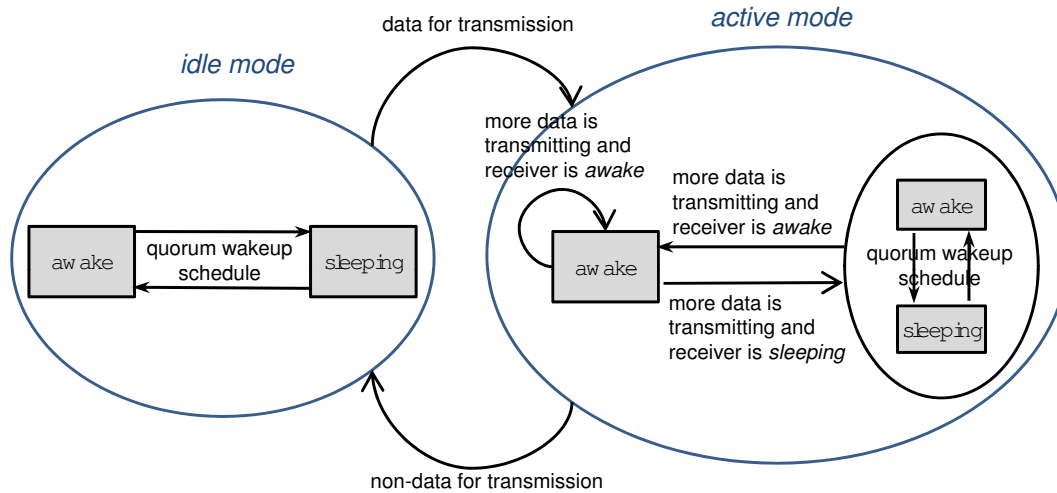 data for transmission
active mode
idle mode
more data is
transmitting and
receiver is awake
more data is
transmitting and
receiver is awake
awake
awake
quorum wakeup
schedule
sleeping
awake
quorum wakeup
schedule
more data is
transmitting and
receiver is sleeping
sleeping
non-data for transmission